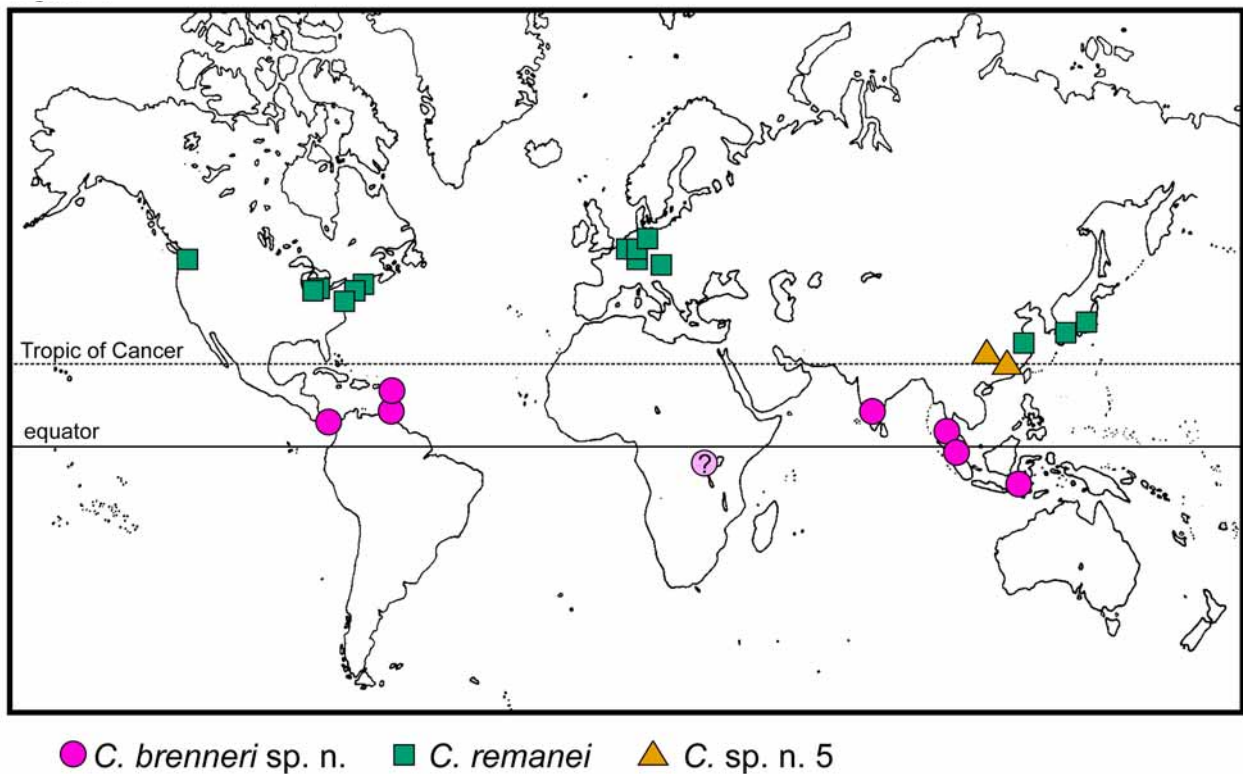 Tropic of Cancer
equator
?
C. brenneri sp. n. C. remanei C. sp. n. 5